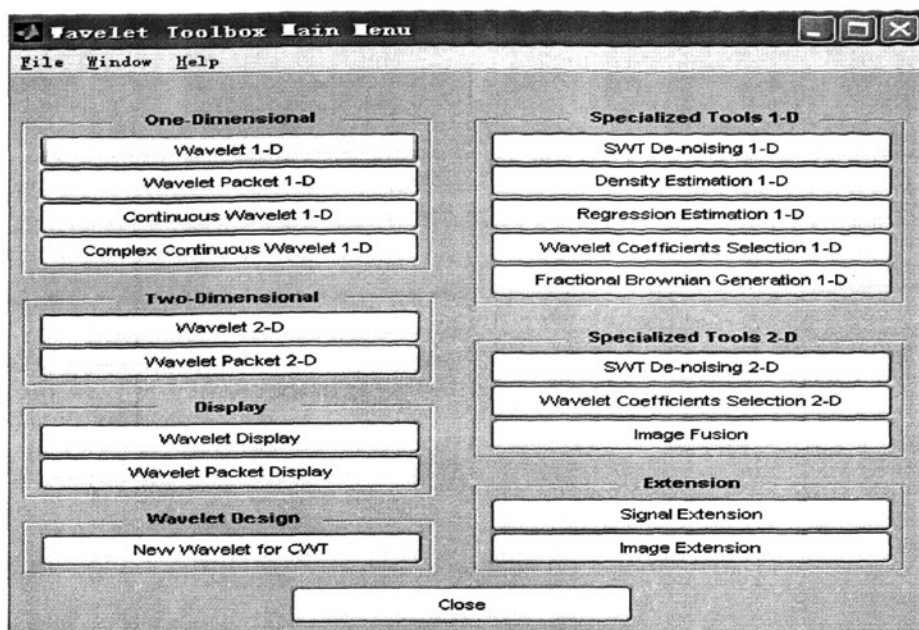 Wavelet Toolbox Main Menu
File Window Help
One-Dimensional
Wavelet 1-D
Wavelet Packet 1-D
Continuous Wavelet 1-D
Complex Continuous Wavelet 1-D
Two-Dimensional
Wavelet 2-D
Wavelet Packet 2-D
Display
Wavelet Display
Wavelet Packet Display
Wavelet Design
New Wavelet for CWT
Specialized Tools 1-D
SWT De-noising 1-D
Density Estimation 1-D
Regression Estimation 1-D
Wavelet Coefficients Selection 1-D
Fractional Brownian Generation 1-D
Specialized Tools 2-D
SWT De-noising 2-D
Wavelet Coefficients Selection 2-D
Image Fusion
Extension
Signal Extension
Image Extension
Close